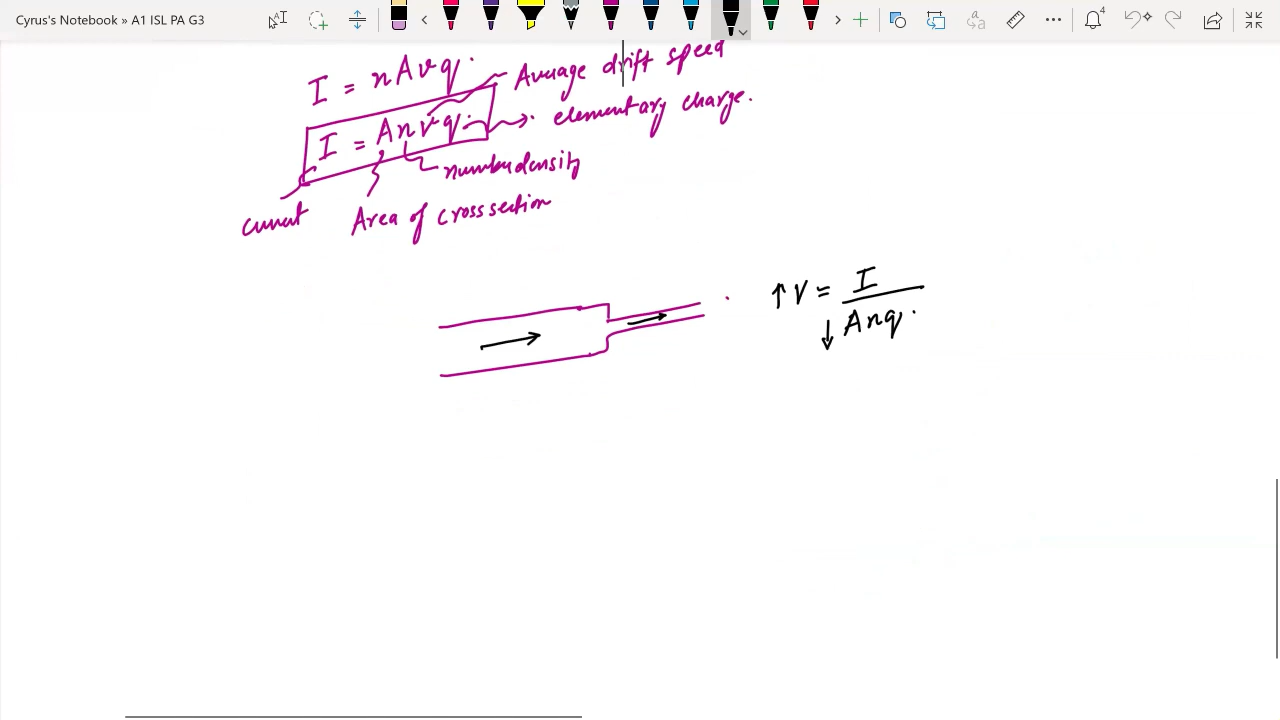 Cyrus's Notebook » A1 ISL PA G3
4
I = nAvq.
Average drift speed
I = Anvq.
elementary charge.
number density
current
Area of cross section
↑ V = I / Anq.
↓